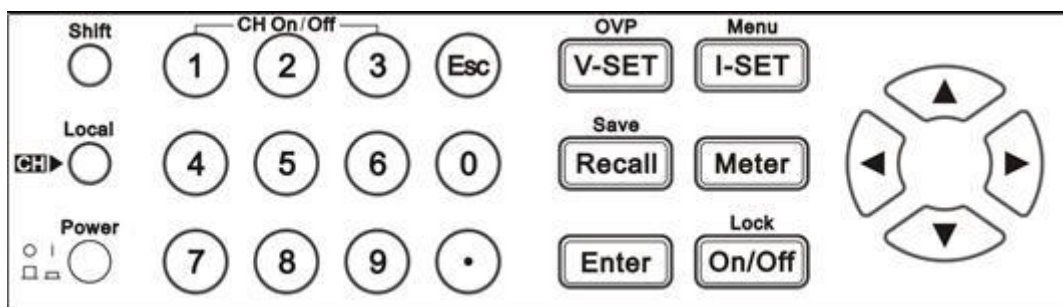 Shift CH On/Off OVP Menu
1 2 3 Esc V-SET I-SET
Local Save
CH 4 5 6 0 Recall Meter
Power Lock
7 8 9 . Enter On/Off